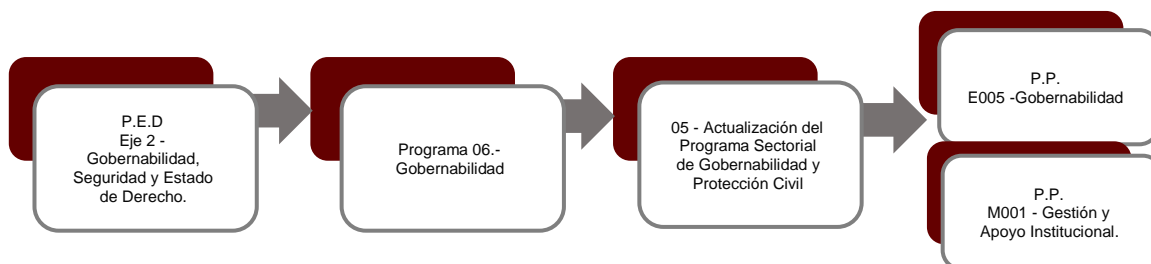 P.E.D
Eje 2 -
Gobernabilidad,
Seguridad y Estado
de Derecho.
Programa 06.-
Gobernabilidad
05 - Actualización del
Programa Sectorial
de Gobernabilidad y
Protección Civil
P.P.
E005 -Gobernabilidad
P.P.
M001 - Gestión y
Apoyo Institucional.